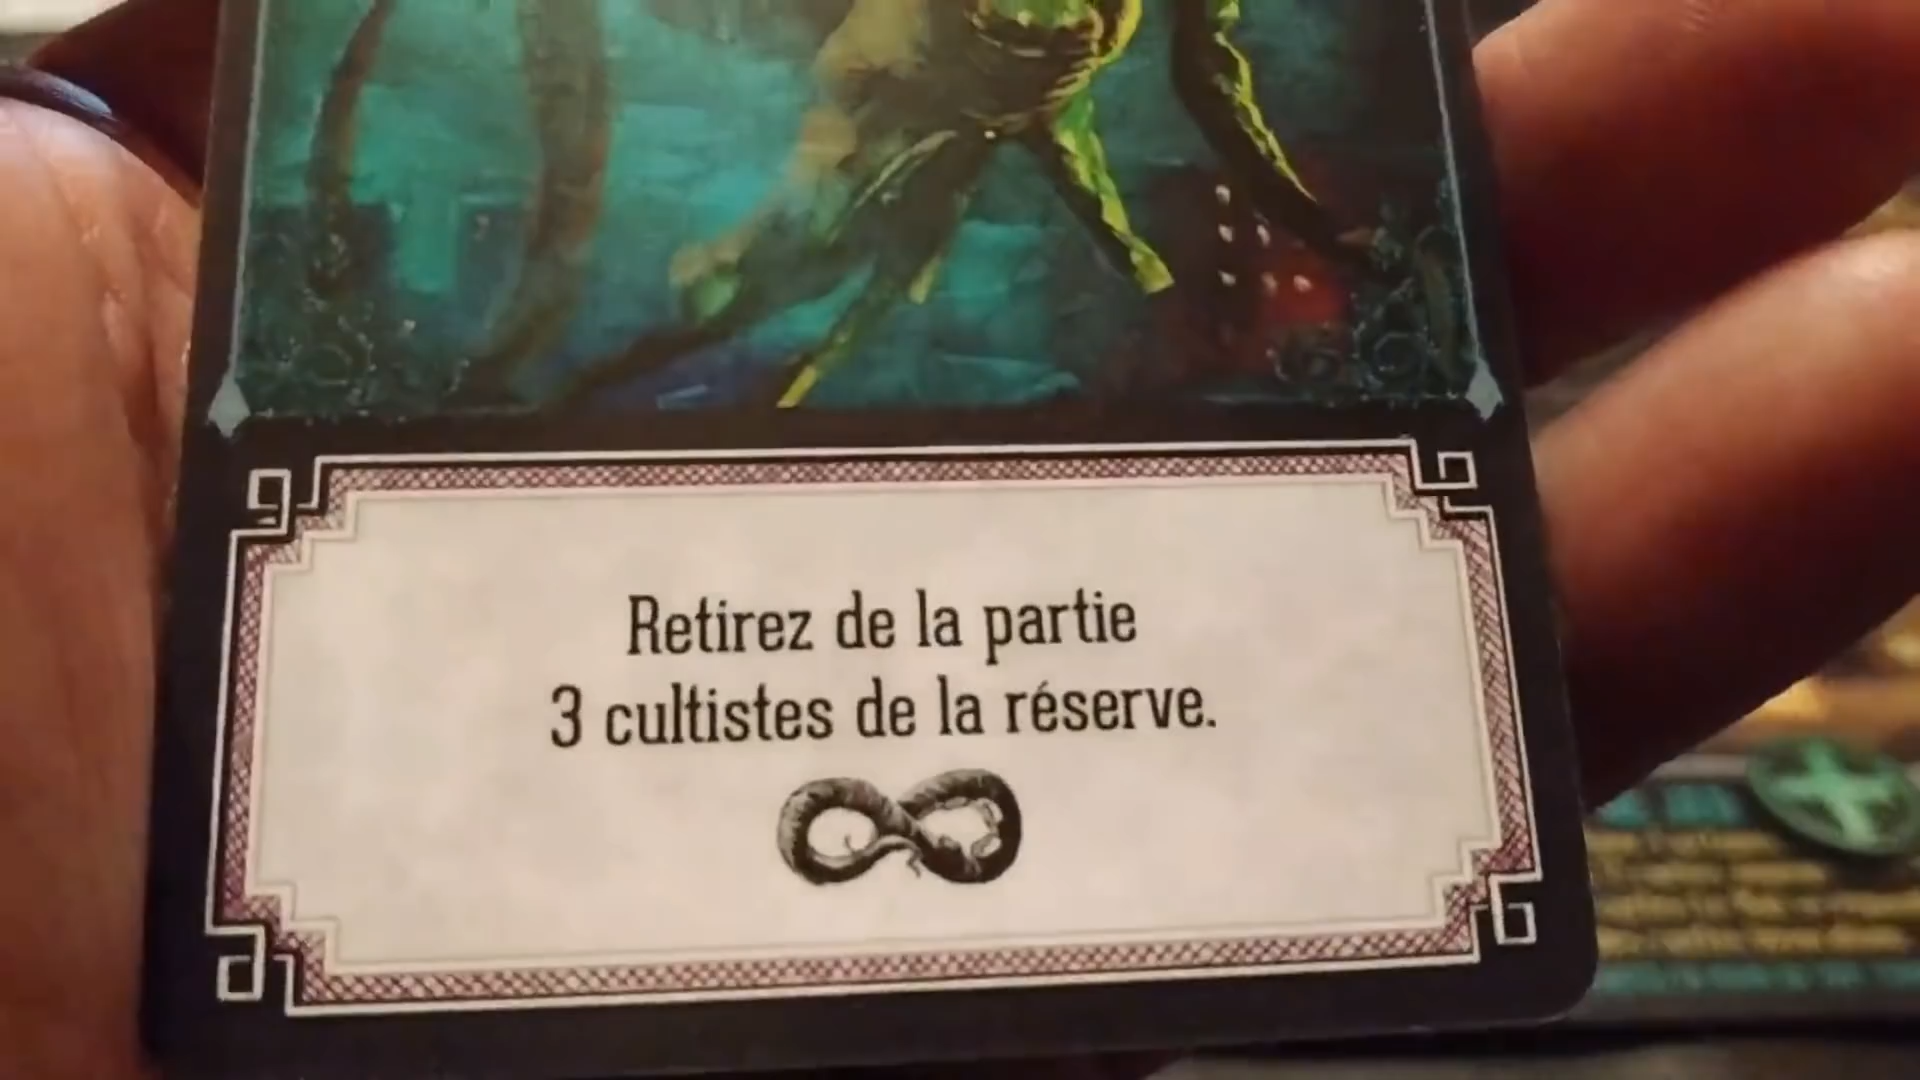 Retirez de la partie
3 cultistes de la réserve.